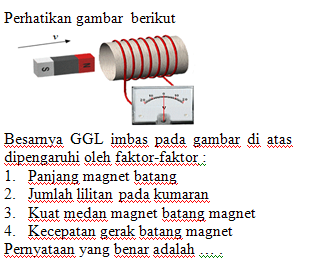 Perhatikan gambar berikut
v
S N
V
Besarnya GGL imbas pada gambar di atas
dipengaruhi oleh faktor-faktor :
1. Panjang magnet batang
2. Jumlah lilitan pada kumaran
3. Kuat medan magnet batang magnet
4. Kecepatan gerak batang magnet
Pernyataan yang benar adalah ... .